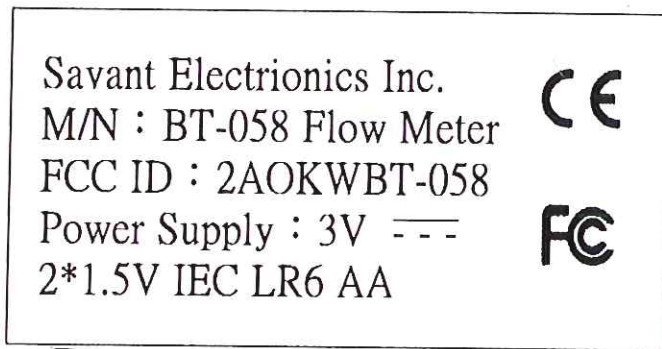 Savant Electrionics Inc.
M/N：BT-058 Flow Meter
FCC ID：2AOKWBT-058
Power Supply：3V ⎓
2*1.5V IEC LR6 AA
CE
FC